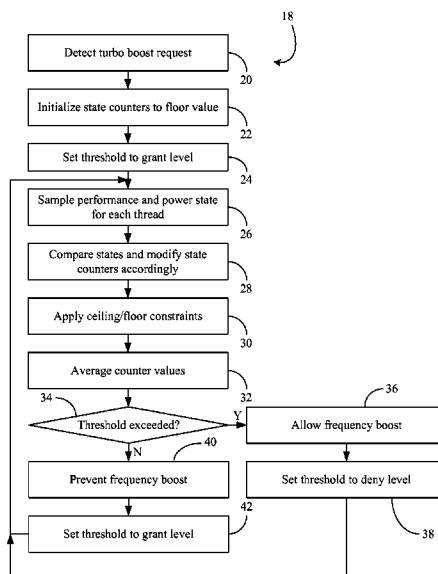 18
Detect turbo boost request
20
Initialize state counters to floor value
22
Set threshold to grant level
24
Sample performance and power state
for each thread
26
Compare states and modify state
counters accordingly
28
Apply ceiling/floor constraints
30
Average counter values
32
34
Threshold exceeded?
Y
N
36
Allow frequency boost
40
Prevent frequency boost
Set threshold to deny level
38
42
Set threshold to grant level